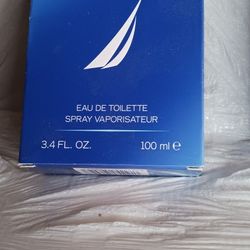 EAU DE TOILETTE
SPRAY VAPORISATEUR
3.4 FL. OZ. 100 ml e